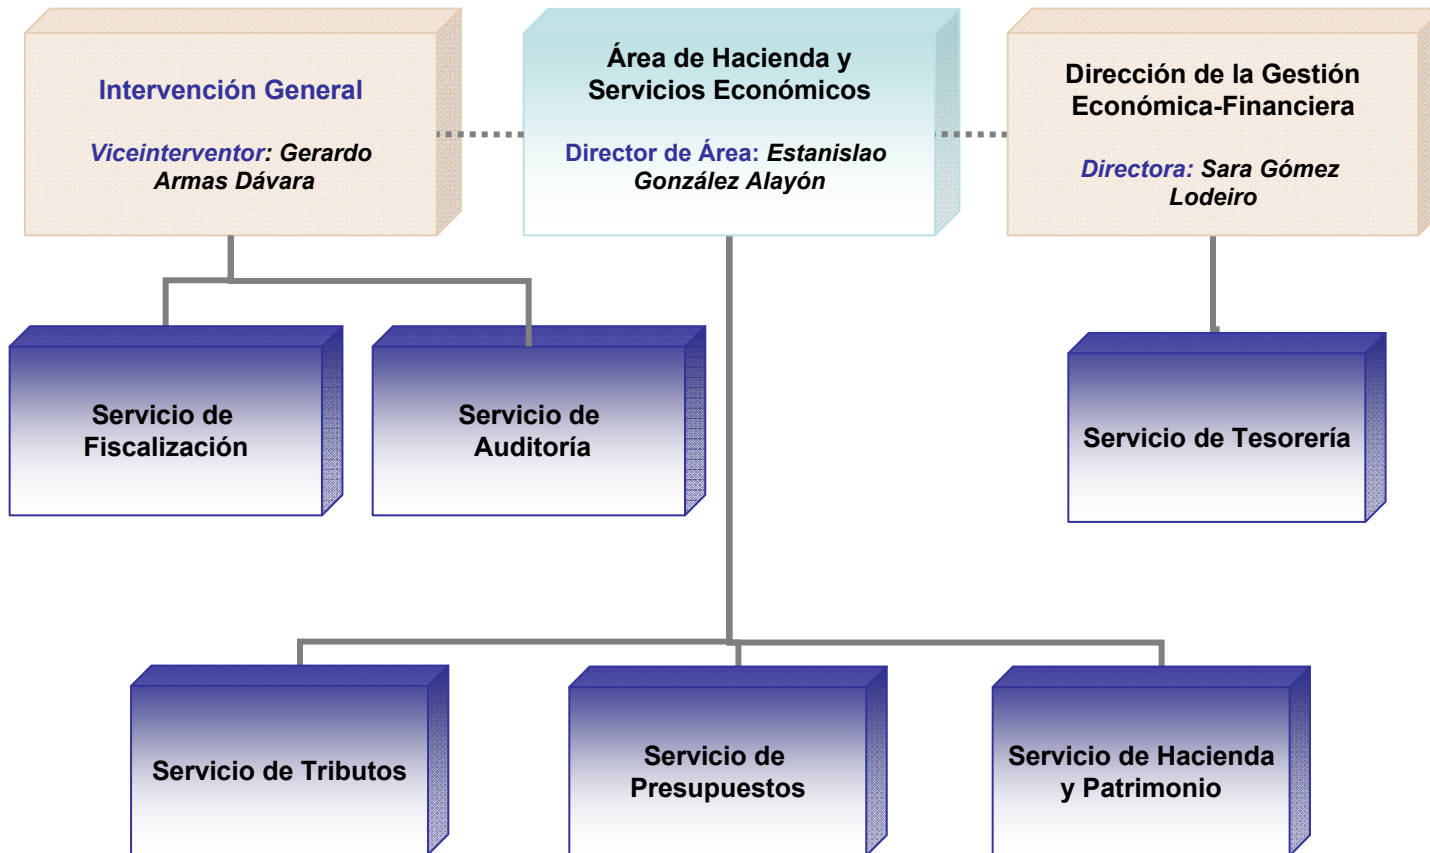 Intervención General
Viceinterventor: Gerardo
Armas Dávara
Área de Hacienda y
Servicios Económicos
Director de Área: Estanislao
González Alayón
Dirección de la Gestión
Económica-Financiera
Directora: Sara Gómez
Lodeiro
Servicio de
Fiscalización
Servicio de
Auditoría
Servicio de Tesorería
Servicio de Tributos
Servicio de
Presupuestos
Servicio de Hacienda
y Patrimonio